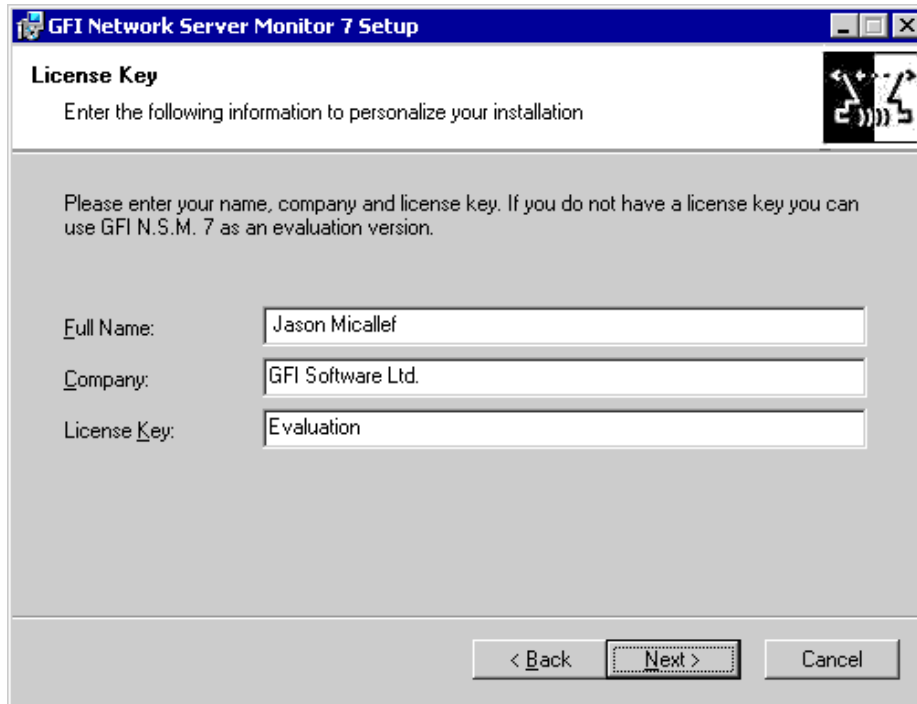 GFI Network Server Monitor 7 Setup
License Key
Enter the following information to personalize your installation
Please enter your name, company and license key. If you do not have a license key you can
use GFI N.S.M. 7 as an evaluation version.
Full Name: Jason Micallef
Company: GFI Software Ltd.
License Key: Evaluation
< Back Next > Cancel